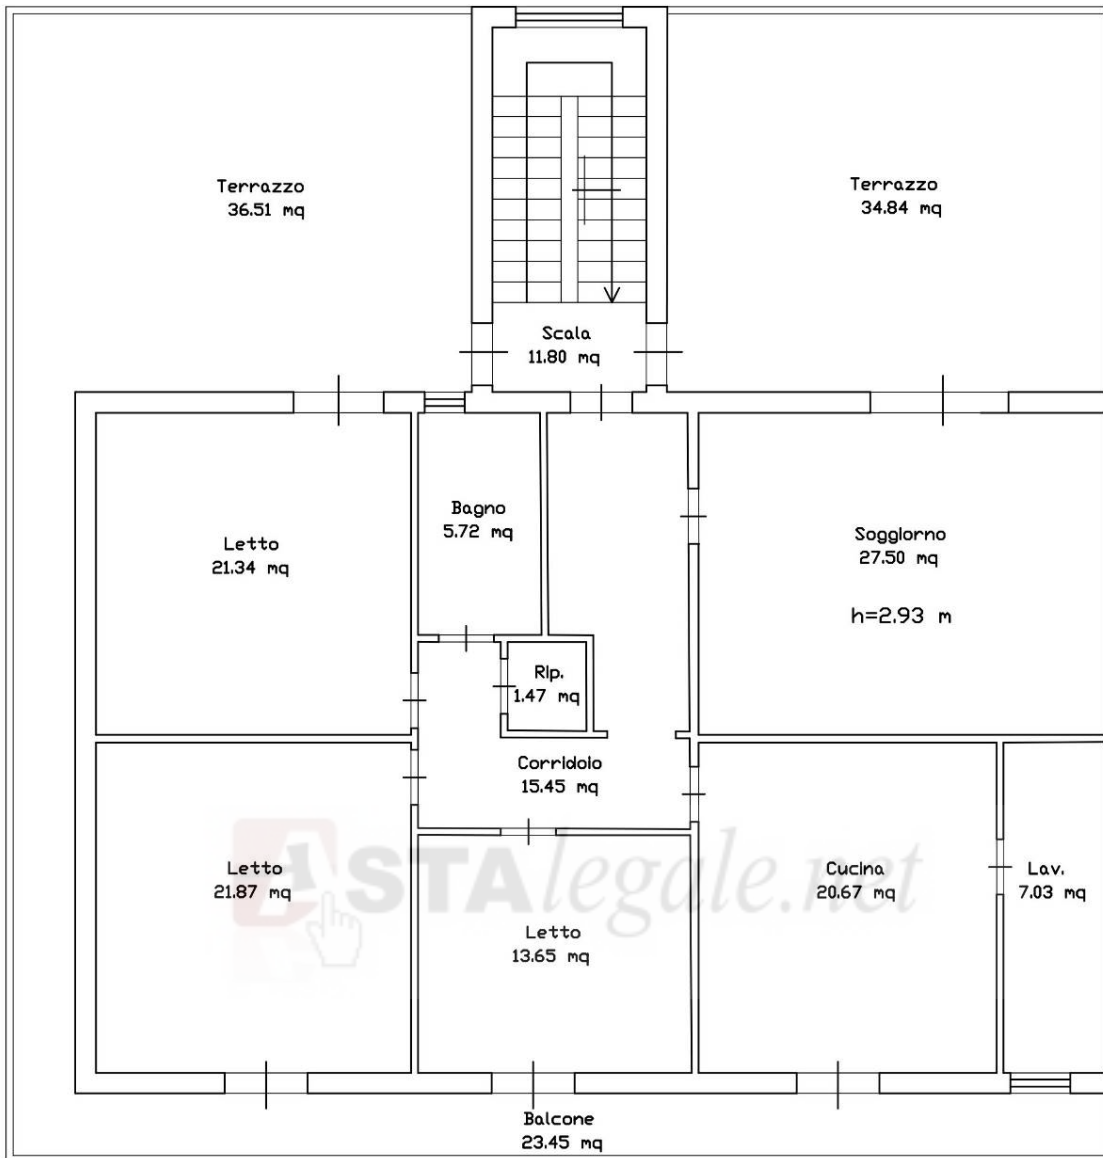 Terrazzo
36.51 mq
Terrazzo
34.84 mq
Scala
11.80 mq
Bagno
5.72 mq
Letto
21.34 mq
Soggiorno
27.50 mq
h=2.93 m
Rip.
1.47 mq
Corridoio
15.45 mq
Letto
21.87 mq
ASTAlegale.net
Cucina
20.67 mq
Lav.
7.03 mq
Letto
13.65 mq
Balcone
23.45 mq